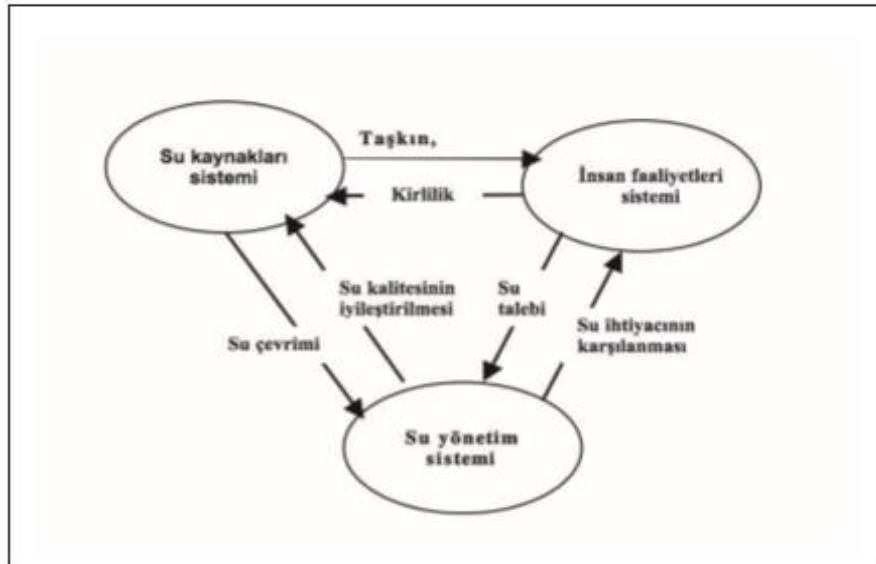 Su kaynakları
sistemi
Taşkın,
İnsan faaliyetleri
sistemi
Kirlilik
Su kalitesinin
iyileştirilmesi
Su
talebi
Su ihtiyacının
karşılanması
Su çevrimi
Su yönetim
sistemi